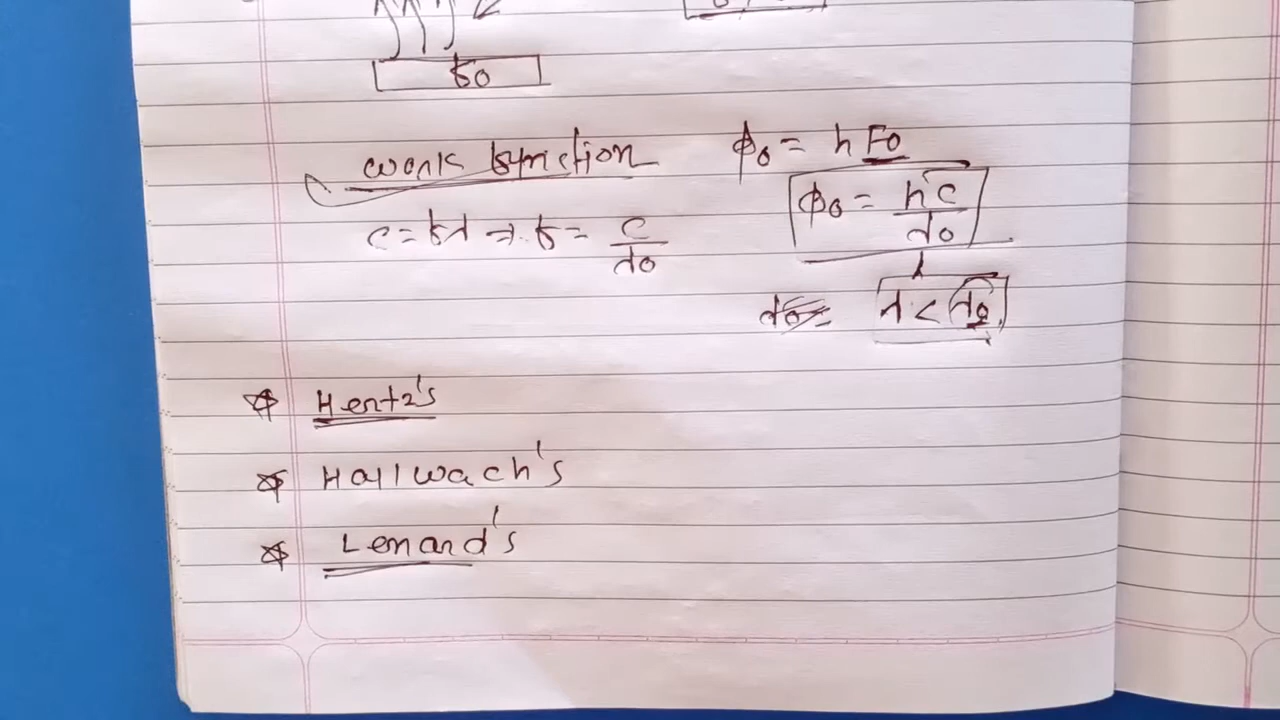 f₀
Work function φ₀ = hF₀
c = fλ ⇒ f = c/λ₀ φ₀ = hc/λ₀
λ < λ₀
* Hertz's
* Hallwach's
* Lenard's